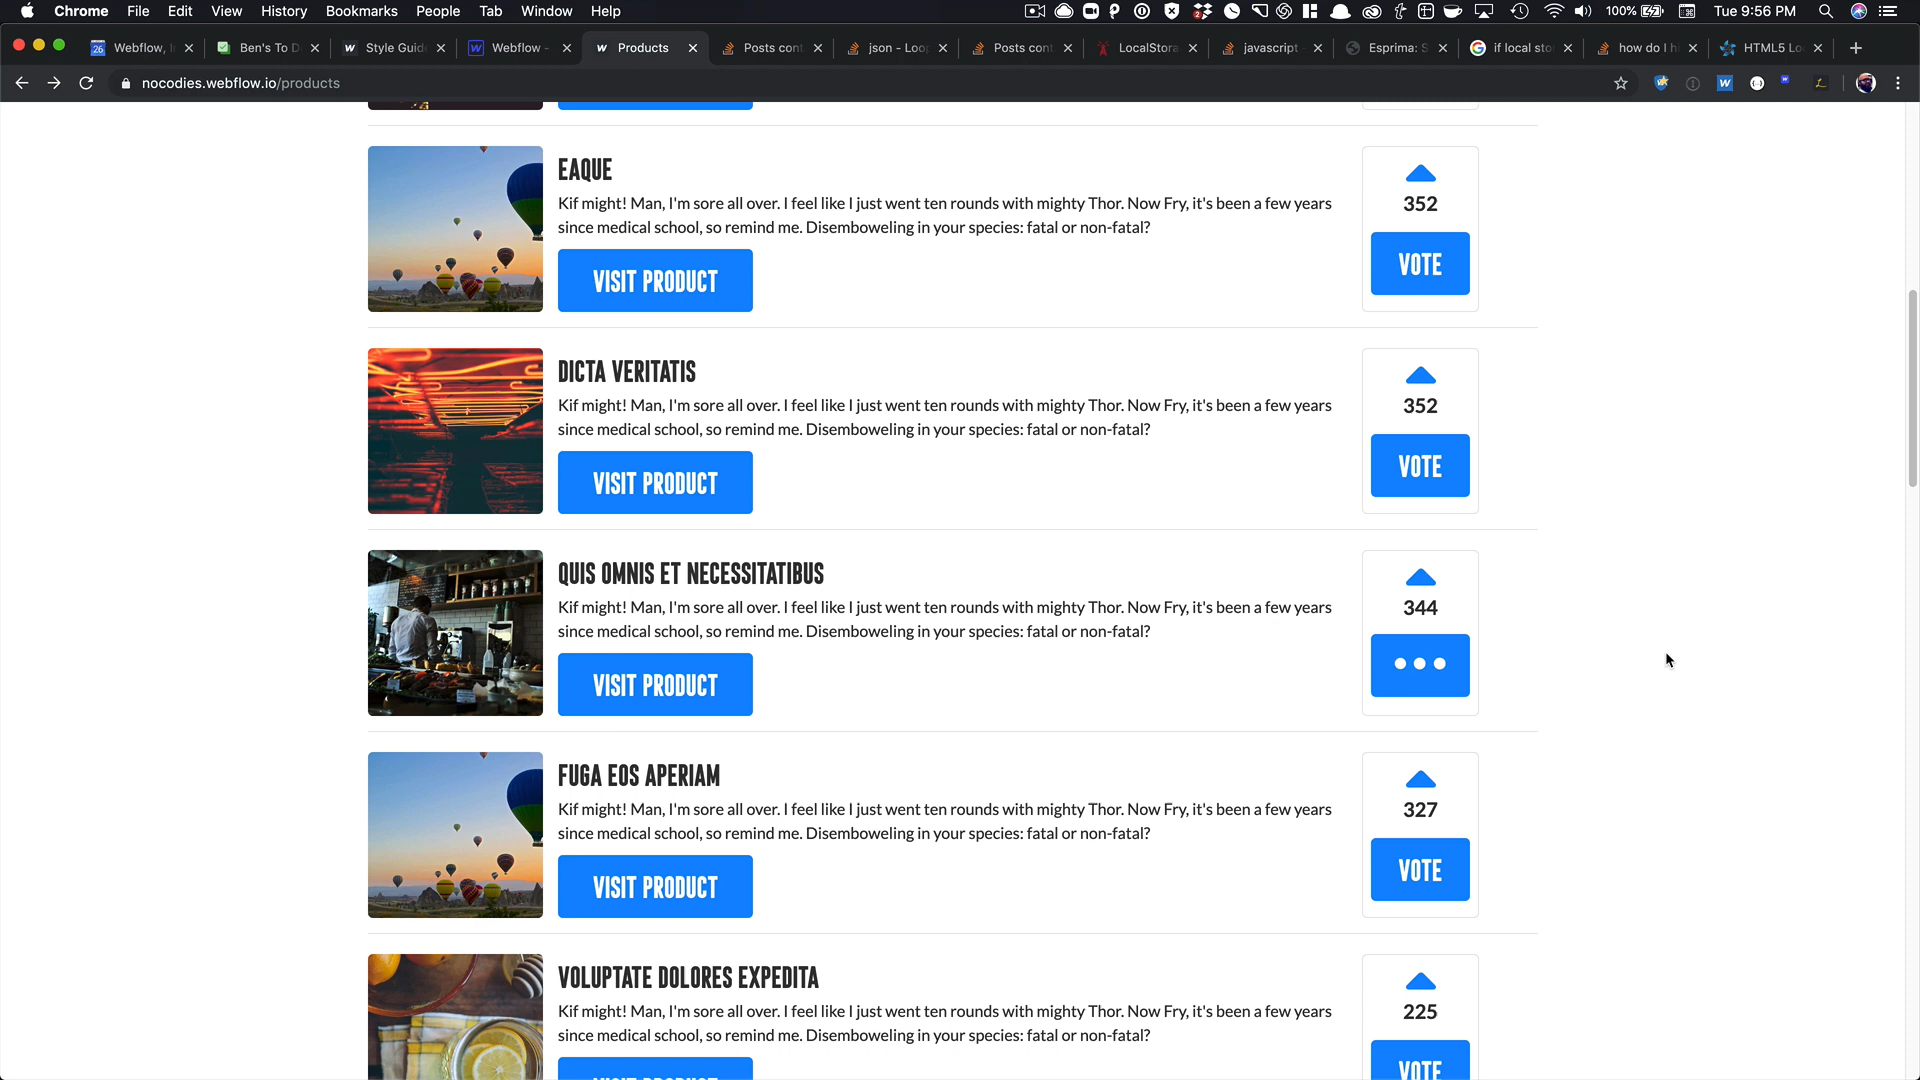 Chrome File Edit View History Bookmarks People Tab Window Help 100% Tue 9:56 PM
Webflow, Ben's To D Style Guid Webflow - Products Posts cont json - Loo Posts cont LocalStora javascript Esprima: S if local sto how do I h HTML5 Lo
nocodies.webflow.io/products
EAQUE
Kif might! Man, I'm sore all over. I feel like I just went ten rounds with mighty Thor. Now Fry, it's been a few years
since medical school, so remind me. Disemboweling in your species: fatal or non-fatal?
VISIT PRODUCT
352
VOTE
DICTA VERITATIS
Kif might! Man, I'm sore all over. I feel like I just went ten rounds with mighty Thor. Now Fry, it's been a few years
since medical school, so remind me. Disemboweling in your species: fatal or non-fatal?
VISIT PRODUCT
352
VOTE
QUIS OMNIS ET NECESSITATIBUS
Kif might! Man, I'm sore all over. I feel like I just went ten rounds with mighty Thor. Now Fry, it's been a few years
since medical school, so remind me. Disemboweling in your species: fatal or non-fatal?
VISIT PRODUCT
344
FUGA EOS APERIAM
Kif might! Man, I'm sore all over. I feel like I just went ten rounds with mighty Thor. Now Fry, it's been a few years
since medical school, so remind me. Disemboweling in your species: fatal or non-fatal?
VISIT PRODUCT
327
VOTE
VOLUPTATE DOLORES EXPEDITA
Kif might! Man, I'm sore all over. I feel like I just went ten rounds with mighty Thor. Now Fry, it's been a few years
since medical school, so remind me. Disemboweling in your species: fatal or non-fatal?
VISIT PRODUCT
225
VOTE